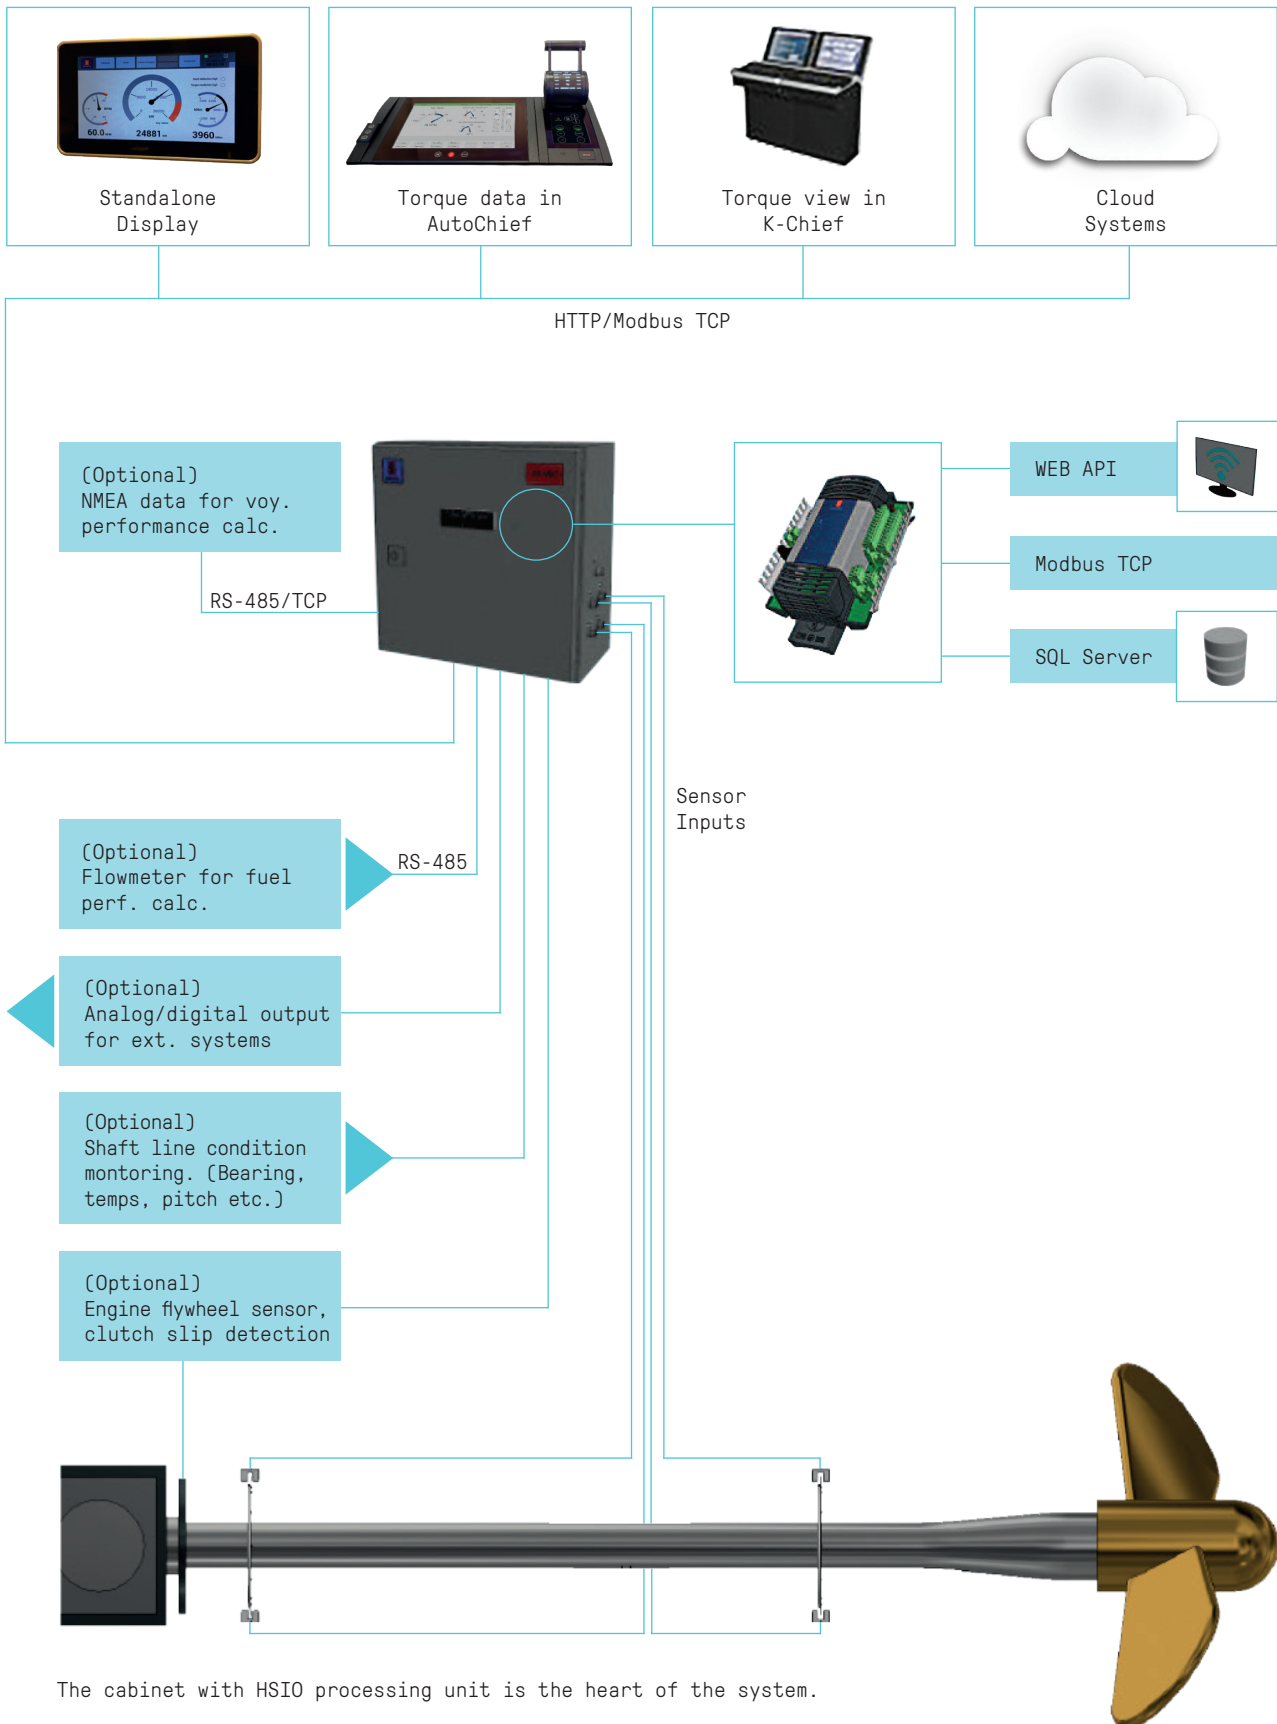 60.0
24881
3960
Standalone
Display
Torque data in
AutoChief
Torque view in
K-Chief
Cloud
Systems
HTTP/Modbus TCP
(Optional)
NMEA data for voy.
performance calc.
RS-485/TCP
WEB API
Modbus TCP
SQL Server
Sensor
Inputs
(Optional)
Flowmeter for fuel
perf. calc.
RS-485
(Optional)
Analog/digital output
for ext. systems
(Optional)
Shaft line condition
montoring. (Bearing,
temps, pitch etc.)
(Optional)
Engine flywheel sensor,
clutch slip detection
The cabinet with HSIO processing unit is the heart of the system.